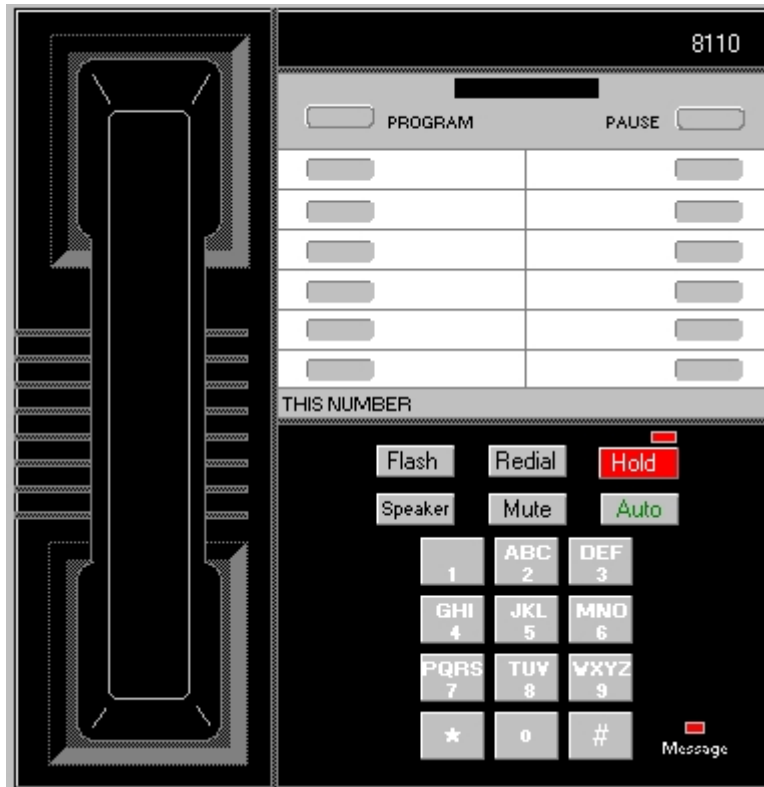 8110
PROGRAM PAUSE
THIS NUMBER
Flash Redial Hold
Speaker Mute Auto
ABC DEF
1 2 3
GHI JKL MNO
4 5 6
PQRS TUV WXYZ
7 8 9
* 0 #
Message